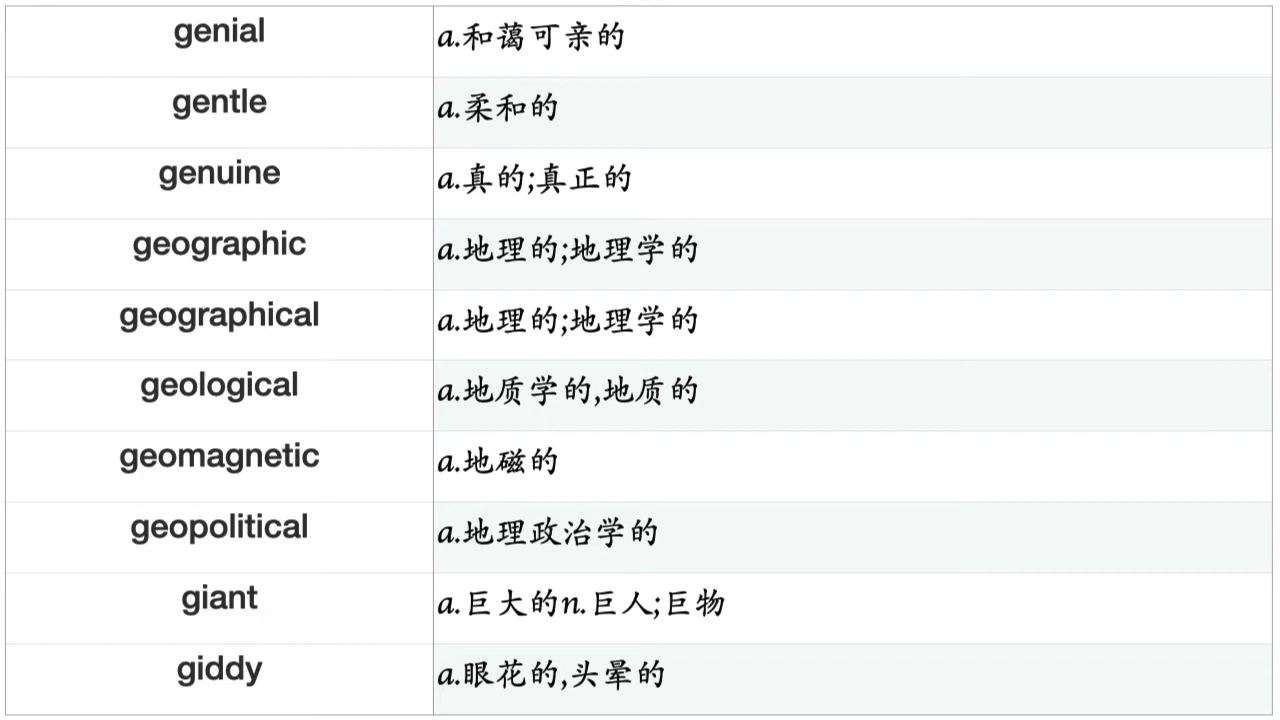 genial a.和蔼可亲的
gentle a.柔和的
genuine a.真的;真正的
geographic a.地理的;地理学的
geographical a.地理的;地理学的
geological a.地质学的,地质的
geomagnetic a.地磁的
geopolitical a.地理政治学的
giant a.巨大的n.巨人;巨物
giddy a.眼花的,头晕的